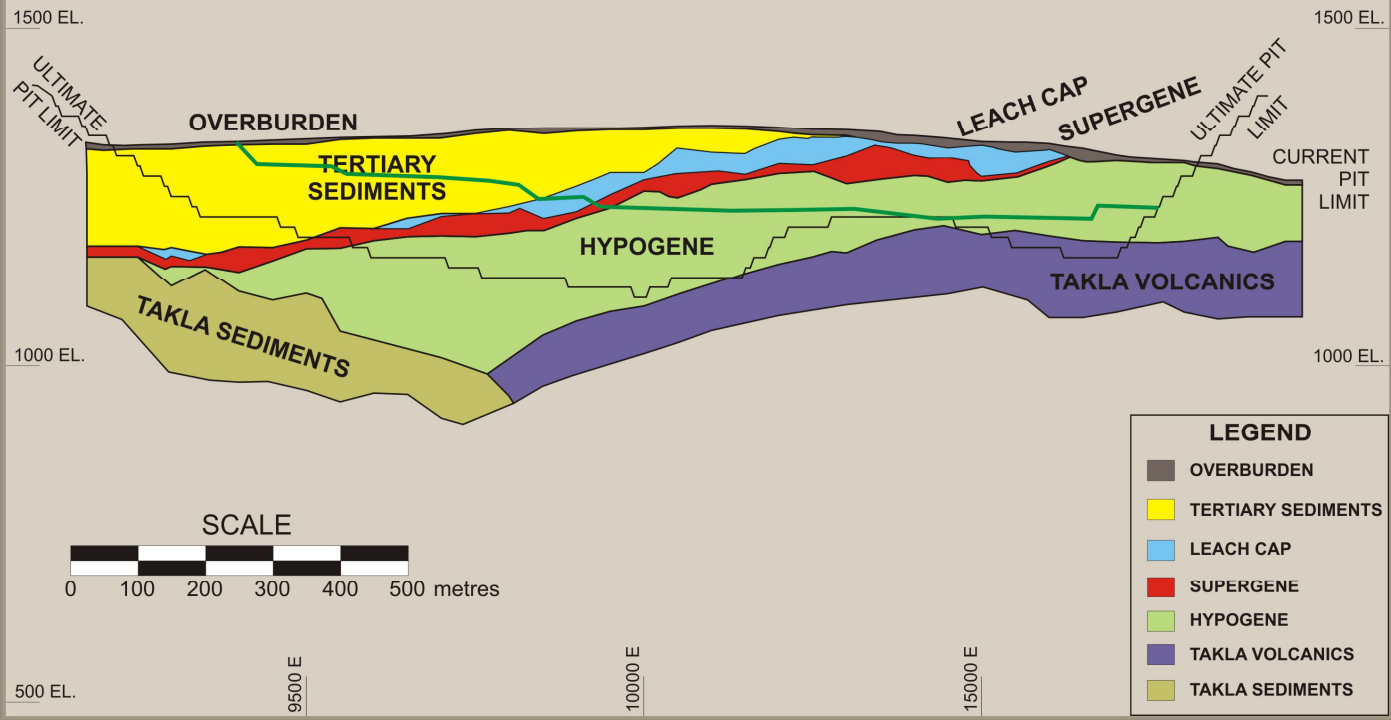 1500 EL.
1500 EL.
ULTIMATE
PIT LIMIT
OVERBURDEN
LEACH CAP
SUPERGENE
ULTIMATE PIT
LIMIT
TERTIARY
SEDIMENTS
CURRENT
PIT
LIMIT
HYPOGENE
TAKLA VOLCANICS
TAKLA SEDIMENTS
1000 EL.
1000 EL.
LEGEND
OVERBURDEN
TERTIARY SEDIMENTS
LEACH CAP
SUPERGENE
HYPOGENE
TAKLA VOLCANICS
TAKLA SEDIMENTS
SCALE
0 100 200 300 400 500 metres
500 EL.
9500 E
10000 E
15000 E